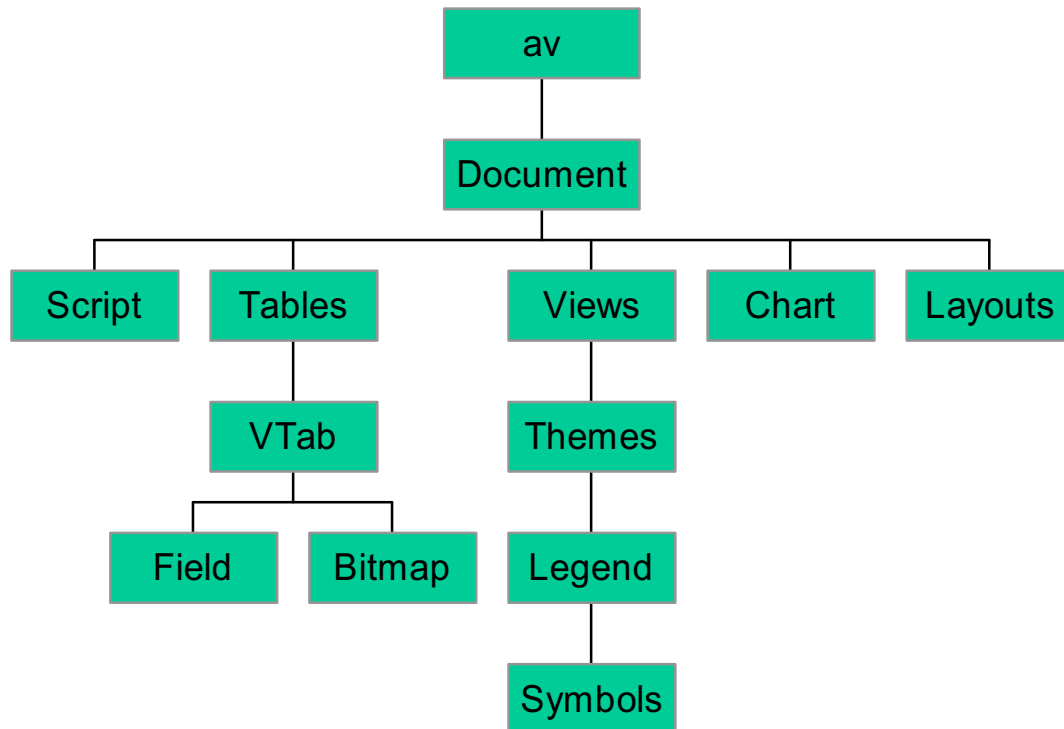 av
Document
Script
Tables
Views
Chart
Layouts
VTab
Themes
Field
Bitmap
Legend
Symbols